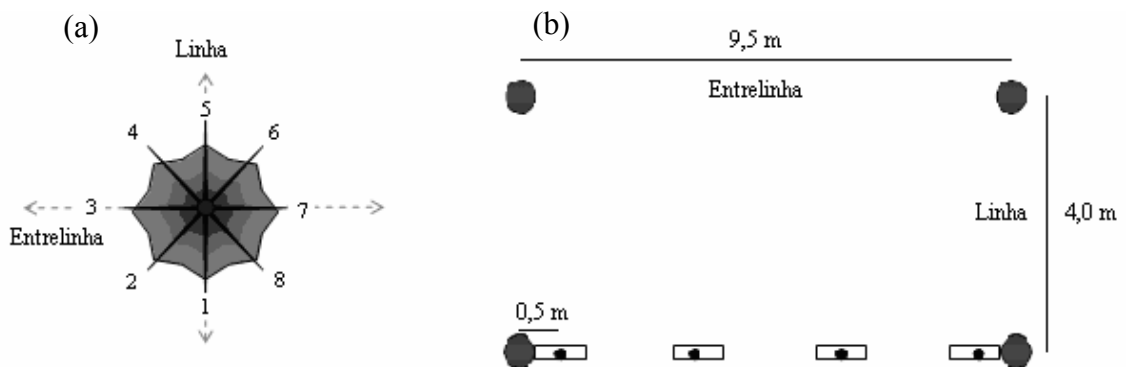 (a)
Linha
5
4
6
3
7
Entrelinha
2
8
1
(b)
9,5 m
Entrelinha
Linha
4,0 m
0,5 m